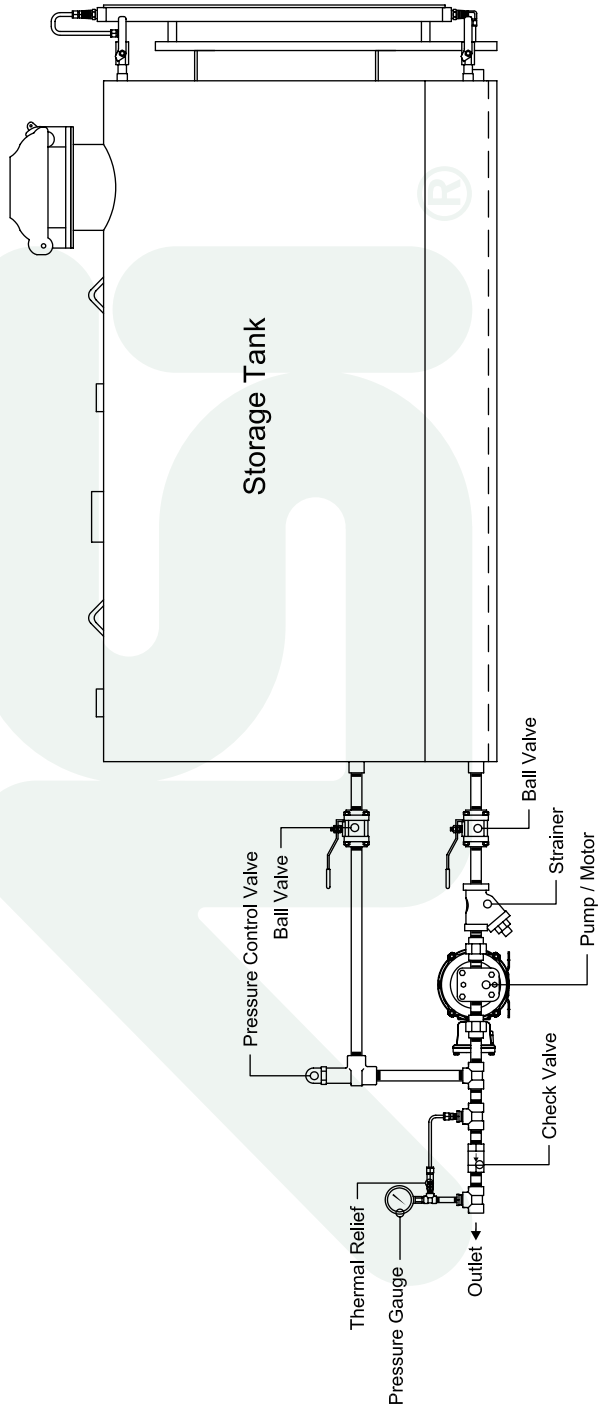 Storage Tank
Pressure Control Valve
Ball Valve
Ball Valve
Strainer
Pump / Motor
Check Valve
Thermal Relief
Pressure Gauge
Outlet
®